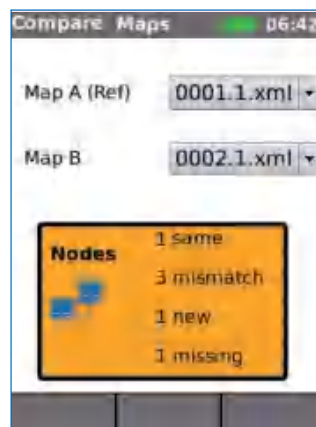 Compare Maps 06:42
Map A (Ref) 0001.1.xml
Map B 0002.1.xml
Nodes
1 same
3 mismatch
1 new
1 missing